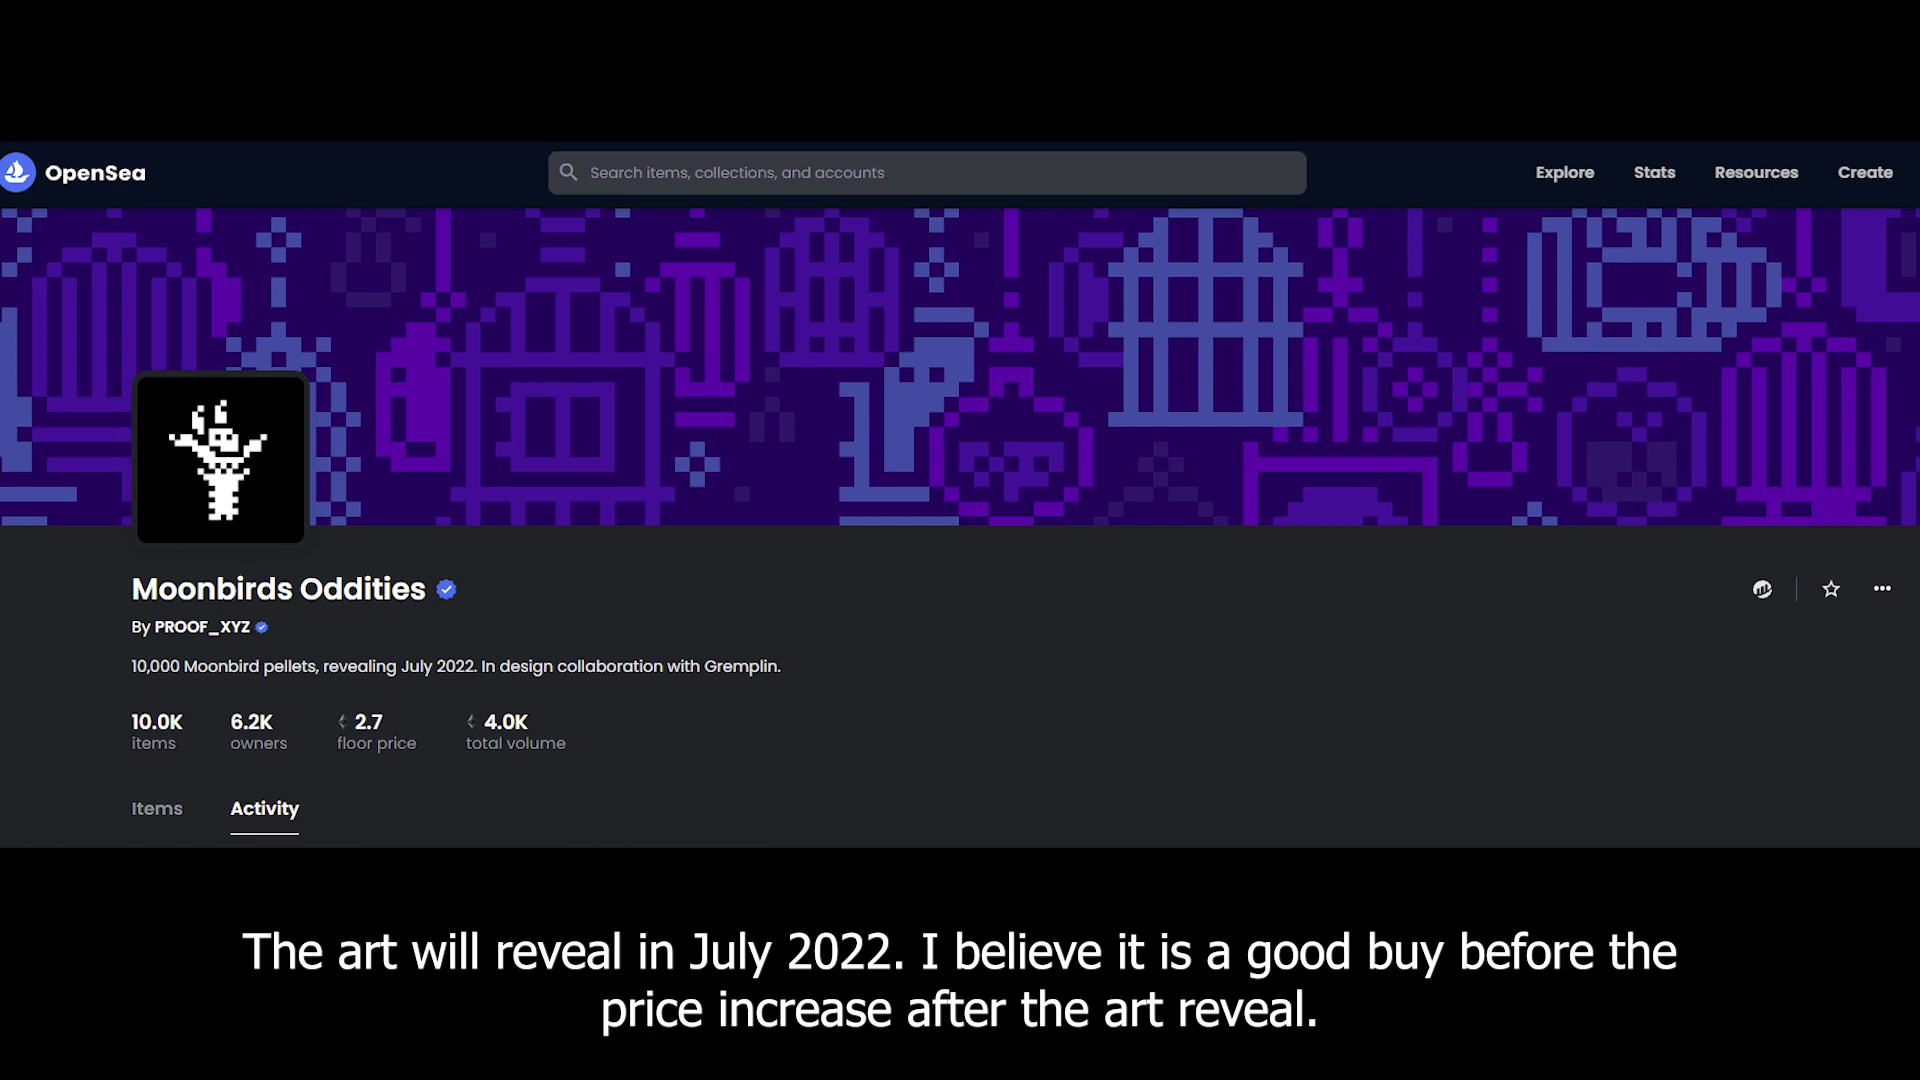 OpenSea
Search items, collections, and accounts
Explore Stats Resources Create
Moonbirds Oddities
By PROOF_XYZ
10,000 Moonbird pellets, revealing July 2022. In design collaboration with Gremplin.
10.0K 6.2K 2.7 4.0K
items owners floor price total volume
Items Activity
The art will reveal in July 2022. I believe it is a good buy before the
price increase after the art reveal.